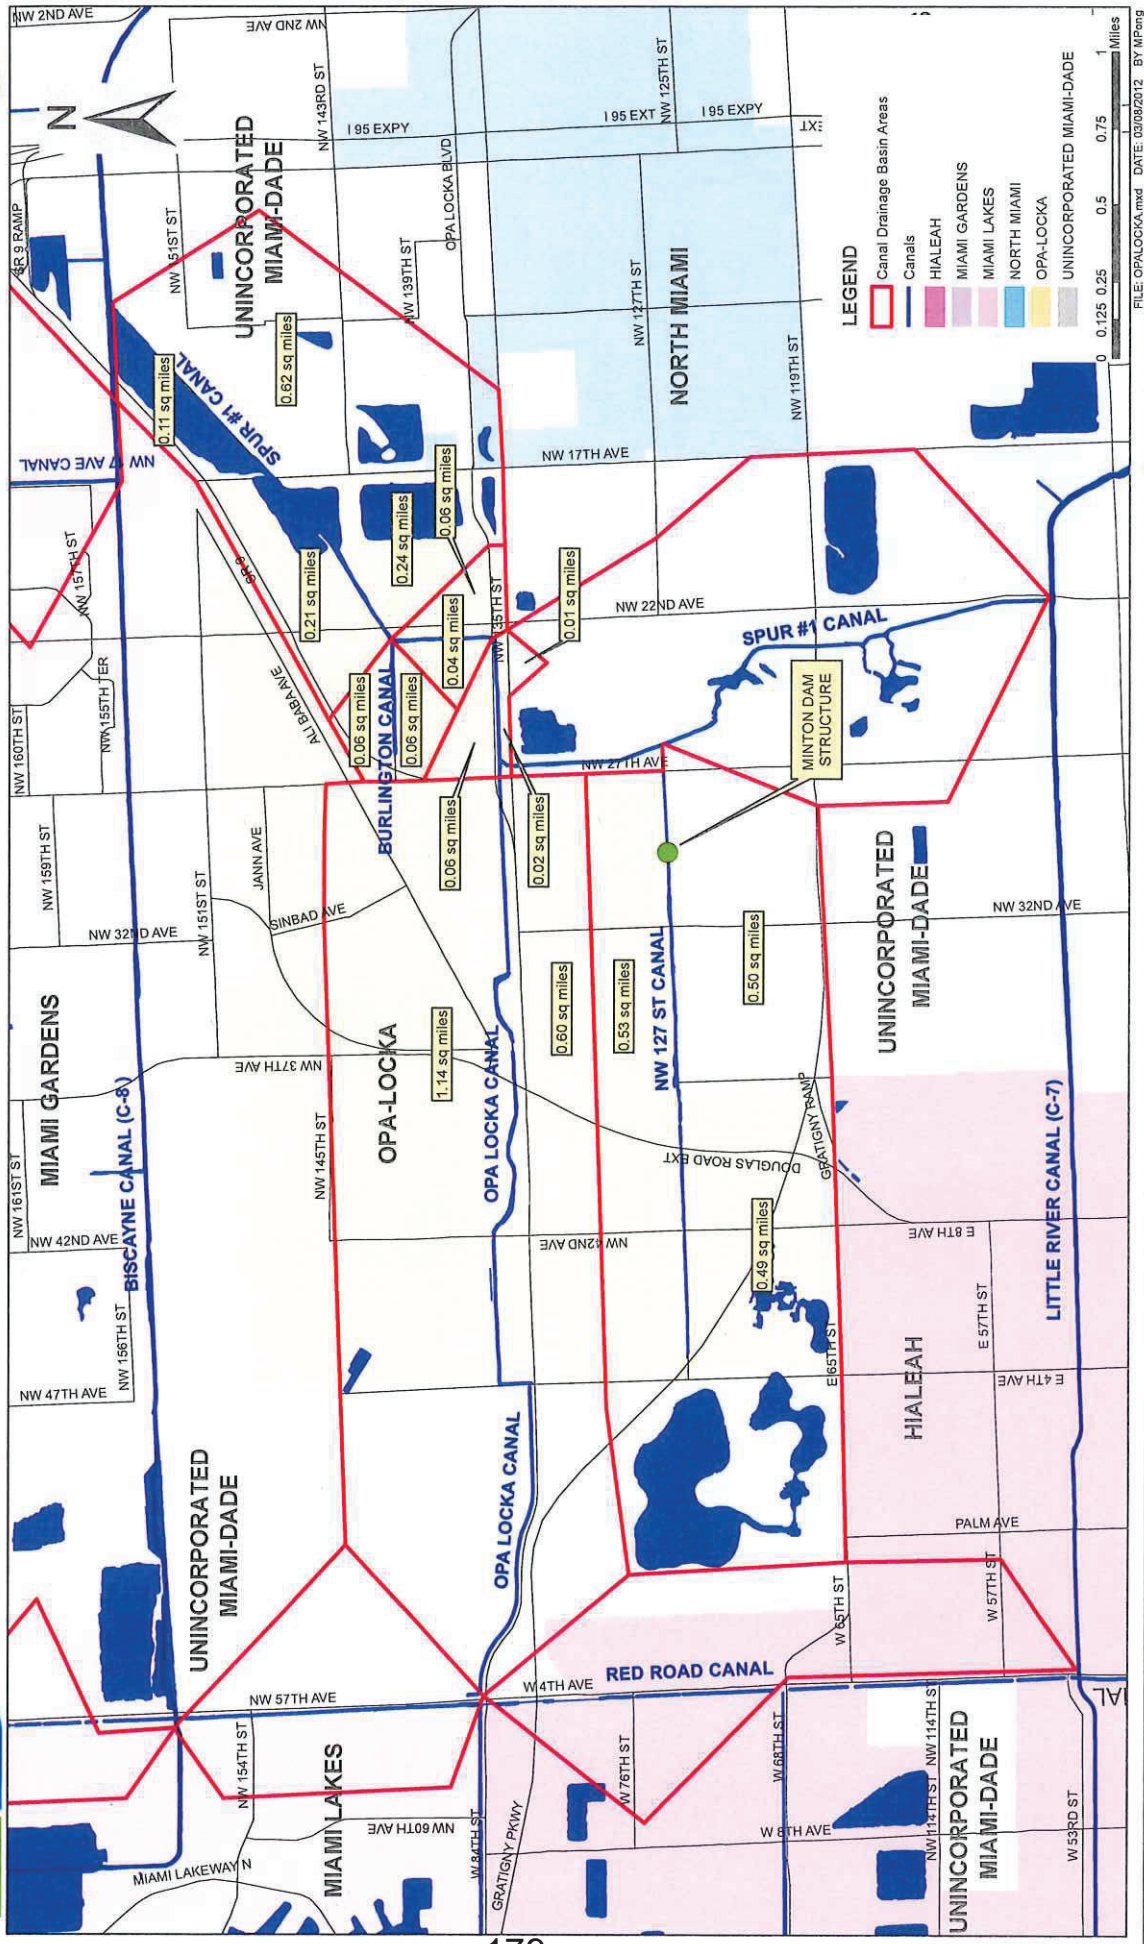 NW 2ND AVE
SR 9 RAMP
N
NW 2ND AVE
NW 151ST ST
UNINCORPORATED
MIAMI-DADE
NW 143RD ST
I 95 EXPY
OPA LOCKA BLVD
NW 139TH ST
I 95 EXT
NW 125TH ST
I 95 EXPY
EXT
NW 127TH ST
NORTH MIAMI
NW 119TH ST
0.62 sq miles
0.11 sq miles
SPUR #1 CANAL
NW 17 AVE CANAL
NW 17TH AVE
0.06 sq miles
0.24 sq miles
0.21 sq miles
SR 9
NW 157TH ST
NW 155TH TER
NW 160TH ST
ALI BABA AVE
0.04 sq miles
NW 135TH ST
0.01 sq miles
NW 22ND AVE
SPUR #1 CANAL
0.06 sq miles
0.06 sq miles
BURLINGTON CANAL
0.06 sq miles
0.02 sq miles
NW 27TH AVE
MINTON DAM
STRUCTURE
NW 159TH ST
NW 32ND AVE
NW 151ST ST
JANN AVE
SINBAD AVE
MIAMI GARDENS
NW 37TH AVE
OPA-LOCKA
1.14 sq miles
OPA LOCKA CANAL
0.60 sq miles
0.53 sq miles
NW 127 ST CANAL
0.50 sq miles
UNINCORPORATED
MIAMI-DADE
NW 32ND AVE
NW 161ST ST
NW 42ND AVE
BISCAYNE CANAL (C-8)
NW 145TH ST
NW 42ND AVE
DOUGLAS ROAD EXT
GRATIGNY RAMP
0.49 sq miles
E 8TH AVE
E 57TH ST
LITTLE RIVER CANAL (C-7)
NW 156TH ST
NW 47TH AVE
E 65TH ST
HIALEAH
E 4TH AVE
UNINCORPORATED
MIAMI-DADE
OPA LOCKA CANAL
PALM AVE
W 65TH ST
W 57TH ST
NW 57TH AVE
W 4TH AVE
RED ROAD CANAL
NW 154TH ST
MIAMI LAKES
NW 60TH AVE
MIAMI LAKEWAY N
W 84TH ST
GRATIGNY PKWY
W 76TH ST
W 68TH ST
W 8TH AVE
NW 114TH ST
NW 114TH ST
UNINCORPORATED
MIAMI-DADE
W 53RD ST
IAL
LEGEND
Canal Drainage Basin Areas
Canals
HIALEAH
MIAMI GARDENS
MIAMI LAKES
NORTH MIAMI
OPA-LOCKA
UNINCORPORATED MIAMI-DADE
0 0.125 0.25 0.5 0.75 1
Miles
FILE: OPALOCKA.mxd DATE: 03/08/2012 BY MPong